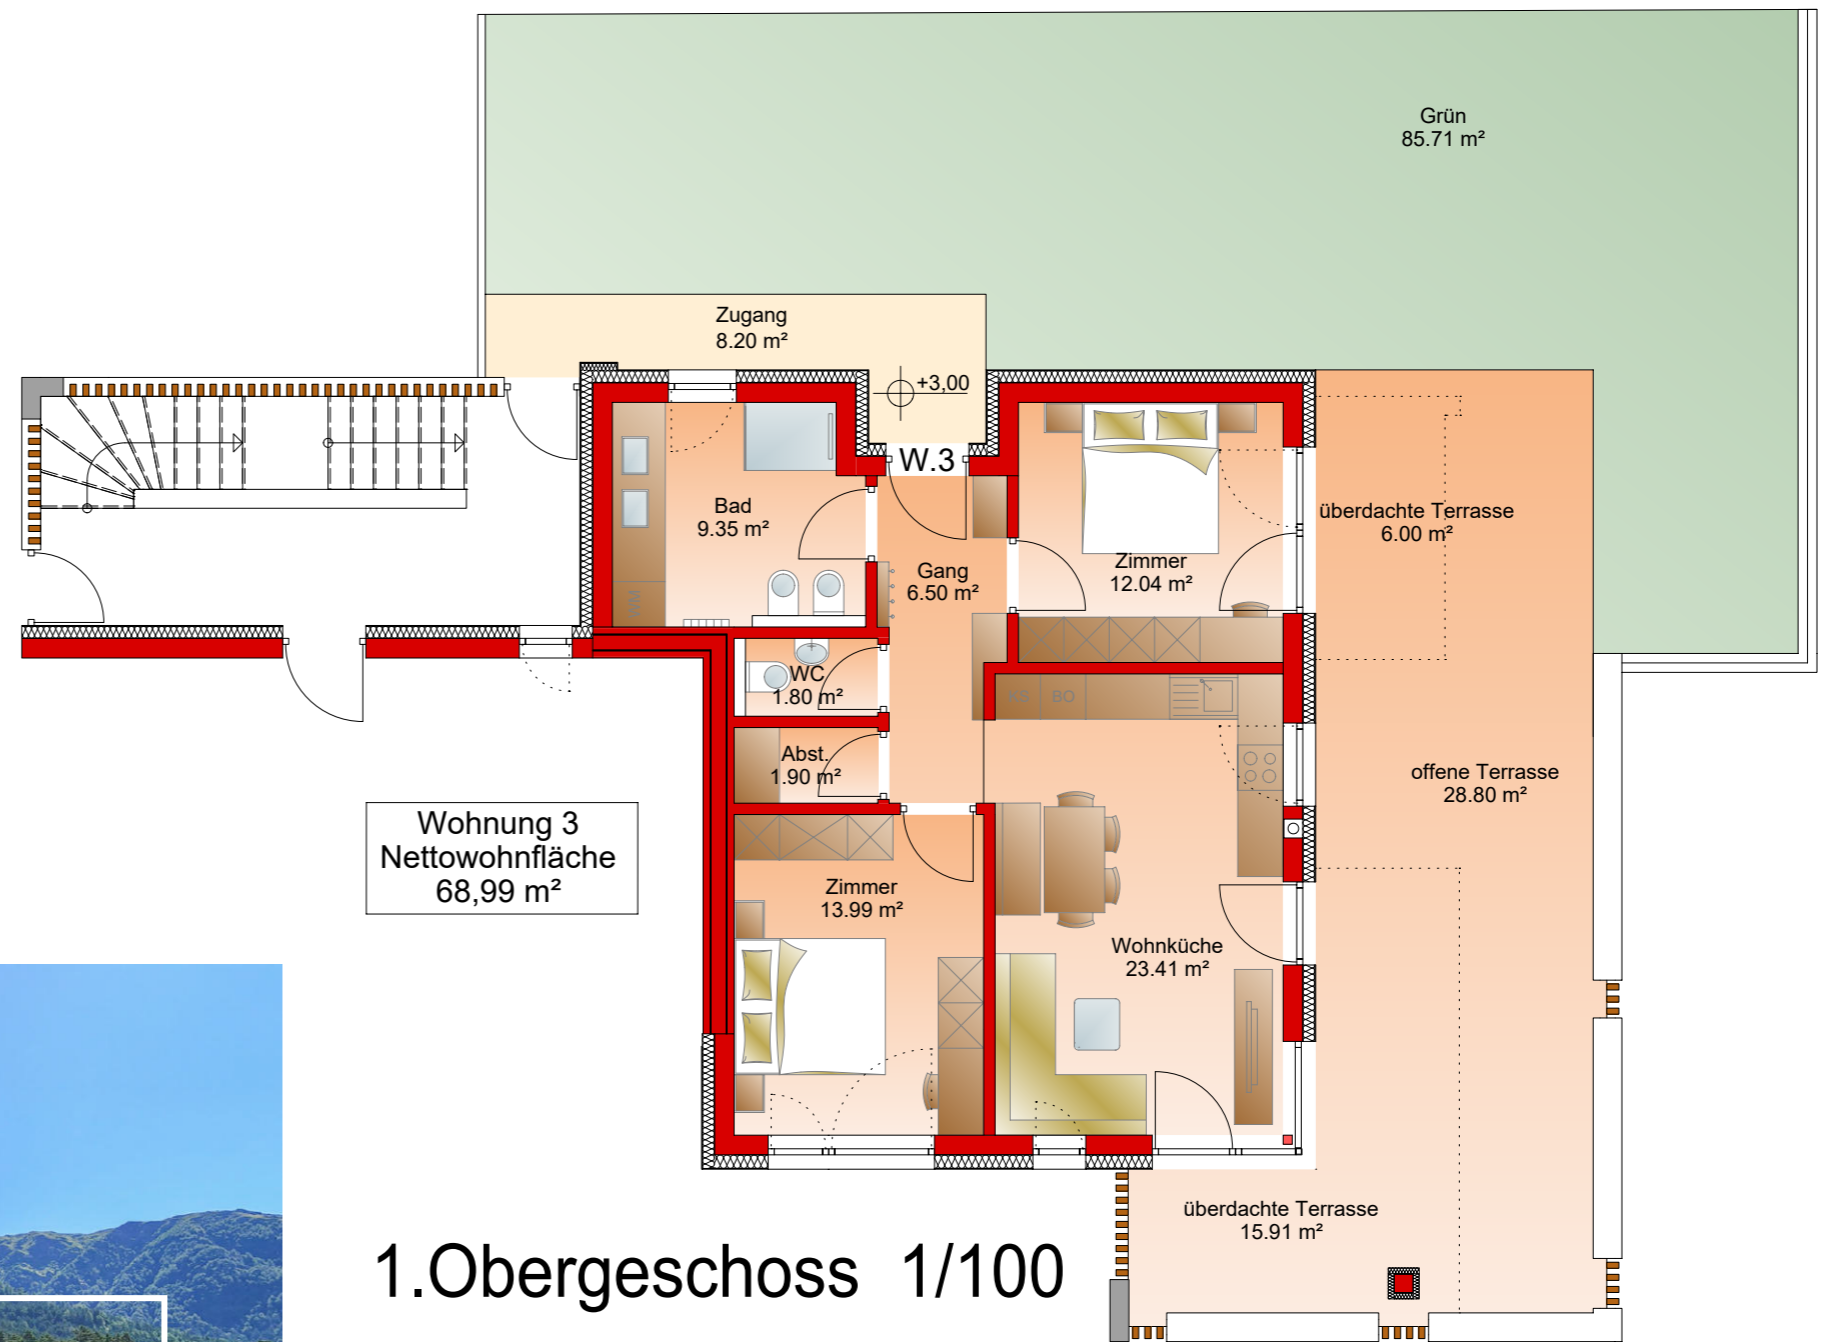 Grün
85.71 m²
Zugang
8.20 m²
+3,00
W.3
Bad
9.35 m²
WM
Gang
6.50 m²
Zimmer
12.04 m²
überdachte Terrasse
6.00 m²
WC
1.80 m²
KS
BO
Abst.
1.90 m²
offene Terrasse
28.80 m²
Wohnung 3
Nettowohnfläche
68,99 m²
Zimmer
13.99 m²
Wohnküche
23.41 m²
überdachte Terrasse
15.91 m²
1.Obergeschoss 1/100